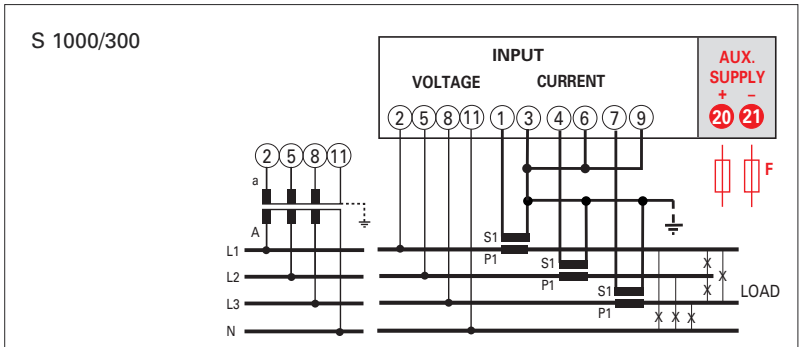 S 1000/300
INPUT
VOLTAGE CURRENT
2 5 8 11 1 3 4 6 7 9
AUX.
SUPPLY
+ –
20 21
F
2 5 8 11
a
A
L1
L2
L3
N
S1
P1
S1
P1
S1
P1
X
X X
X X X
LOAD